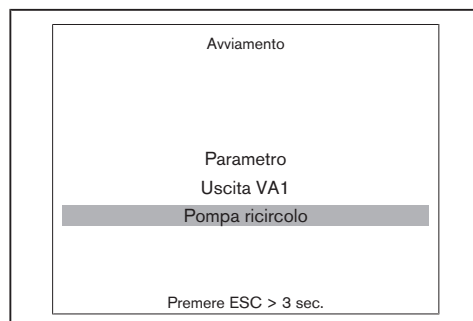 Avviamento
Parametro
Uscita VA1
Pompa ricircolo
Premere ESC > 3 sec.